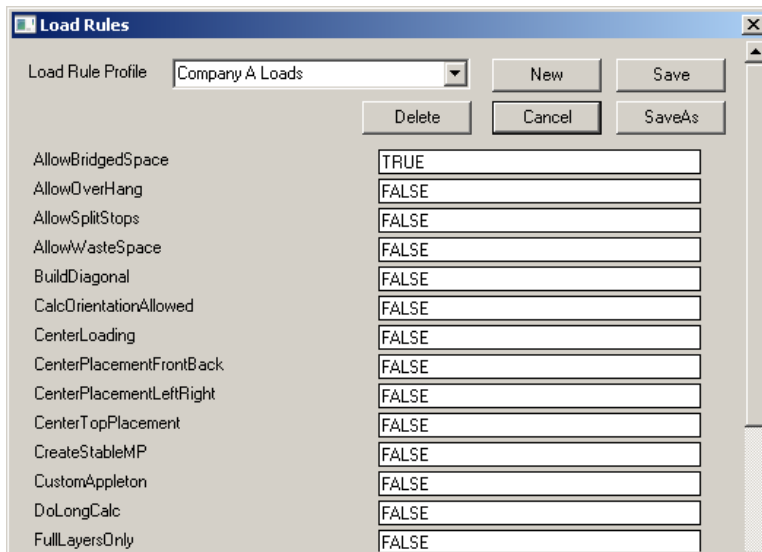 Load Rules
Load Rule Profile Company A Loads New Save
Delete Cancel SaveAs
AllowBridgedSpace TRUE
AllowOverHang FALSE
AllowSplitStops FALSE
AllowWasteSpace FALSE
BuildDiagonal FALSE
CalcOrientationAllowed FALSE
CenterLoading FALSE
CenterPlacementFrontBack FALSE
CenterPlacementLeftRight FALSE
CenterTopPlacement FALSE
CreateStableMP FALSE
CustomAppleton FALSE
DoLongCalc FALSE
FullLayersOnly FALSE